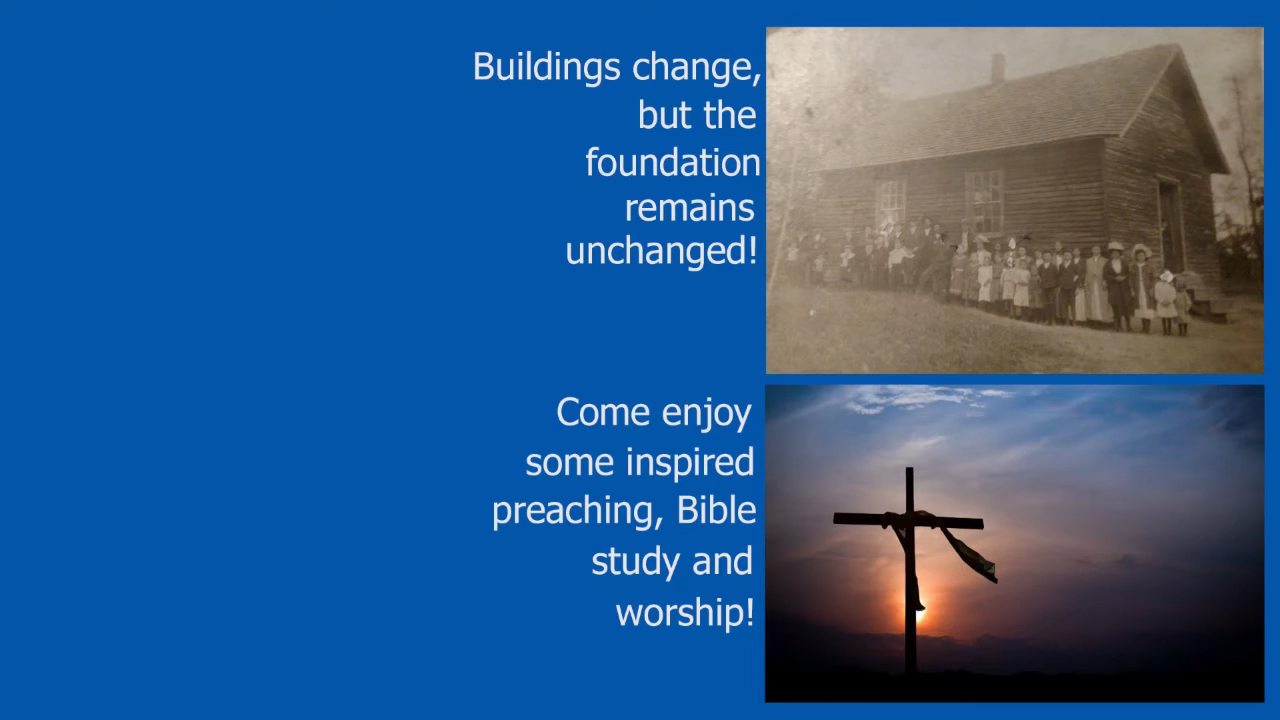 Buildings change,
but the
foundation
remains
unchanged!
Come enjoy
some inspired
preaching, Bible
study and
worship!